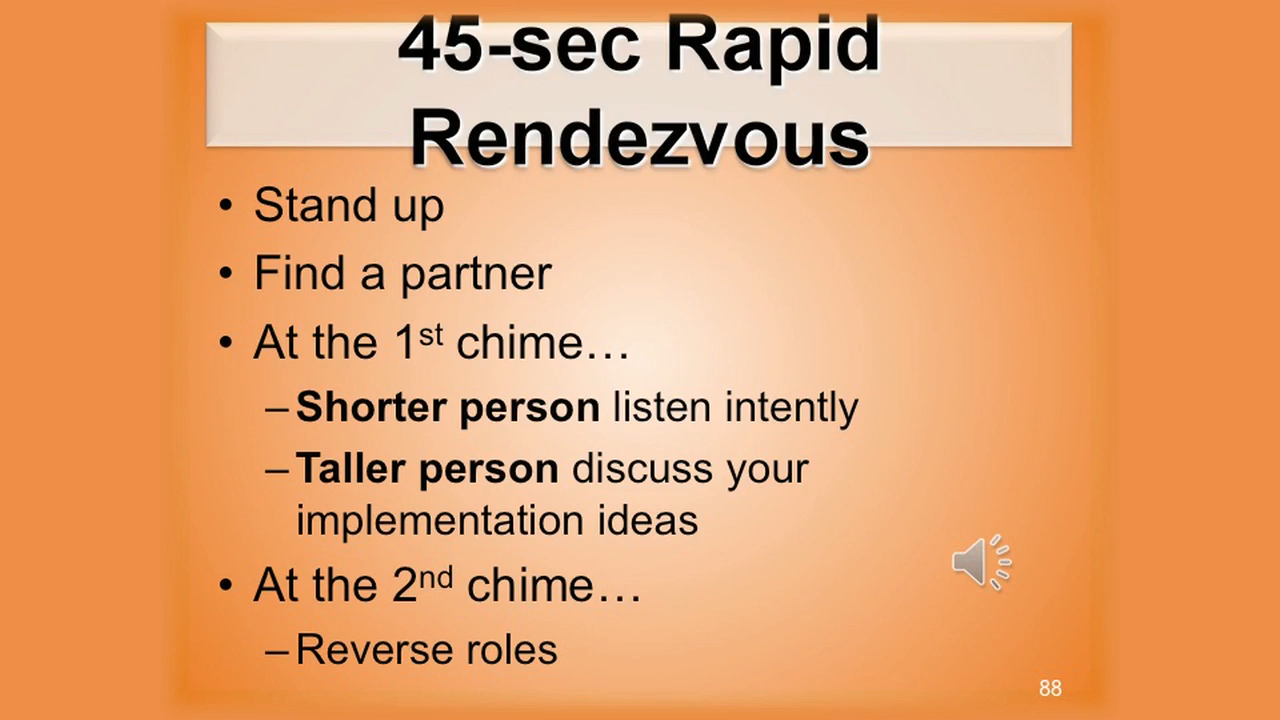 45-sec Rapid
Rendezvous
• Stand up
• Find a partner
• At the 1st chime…
– Shorter person listen intently
– Taller person discuss your
implementation ideas
• At the 2nd chime…
– Reverse roles
88